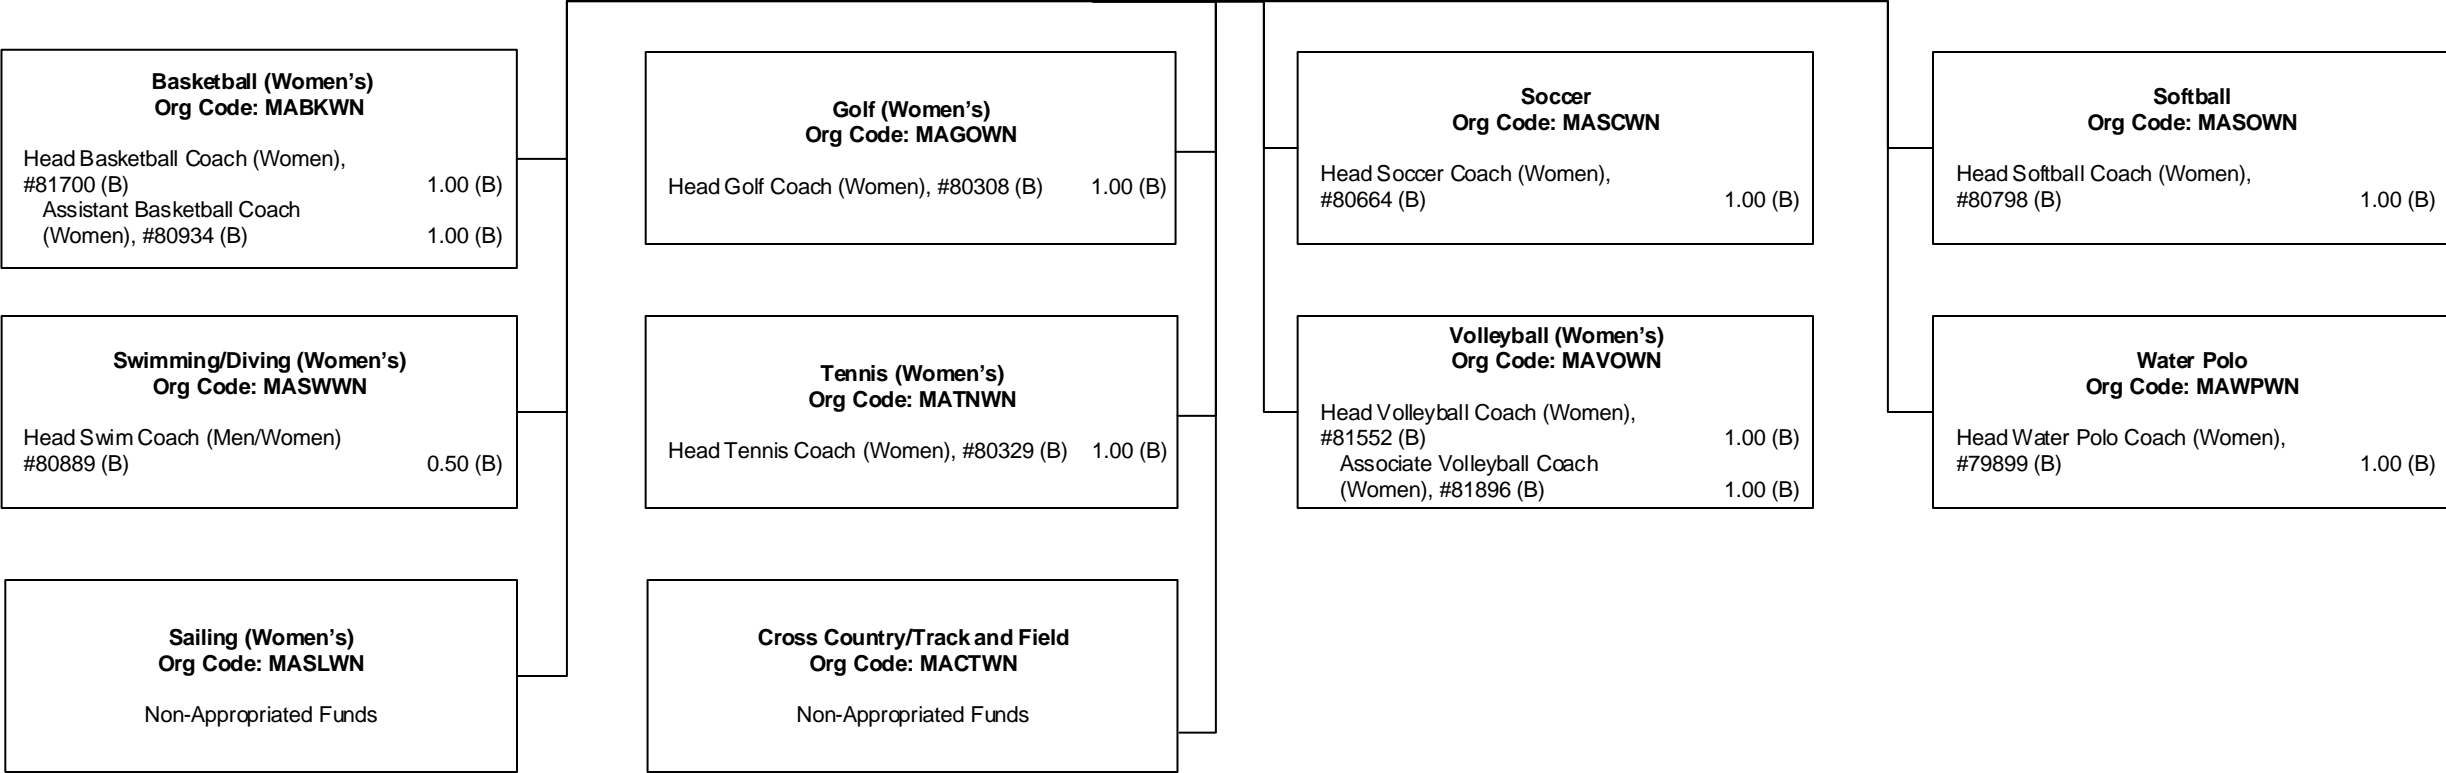 Basketball (Women’s)
Org Code: MABKWN
Head Basketball Coach (Women),
#81700 (B) 1.00 (B)
Assistant Basketball Coach
(Women), #80934 (B) 1.00 (B)
Golf (Women’s)
Org Code: MAGOWN
Head Golf Coach (Women), #80308 (B) 1.00 (B)
Soccer
Org Code: MASCWN
Head Soccer Coach (Women),
#80664 (B) 1.00 (B)
Softball
Org Code: MASOWN
Head Softball Coach (Women),
#80798 (B) 1.00 (B)
Swimming/Diving (Women’s)
Org Code: MASWWN
Head Swim Coach (Men/Women)
#80889 (B) 0.50 (B)
Tennis (Women’s)
Org Code: MATNWN
Head Tennis Coach (Women), #80329 (B) 1.00 (B)
Volleyball (Women’s)
Org Code: MAVOWN
Head Volleyball Coach (Women),
#81552 (B) 1.00 (B)
Associate Volleyball Coach
(Women), #81896 (B) 1.00 (B)
Water Polo
Org Code: MAWPWN
Head Water Polo Coach (Women),
#79899 (B) 1.00 (B)
Sailing (Women’s)
Org Code: MASLWN
Non-Appropriated Funds
Cross Country/Track and Field
Org Code: MACTWN
Non-Appropriated Funds